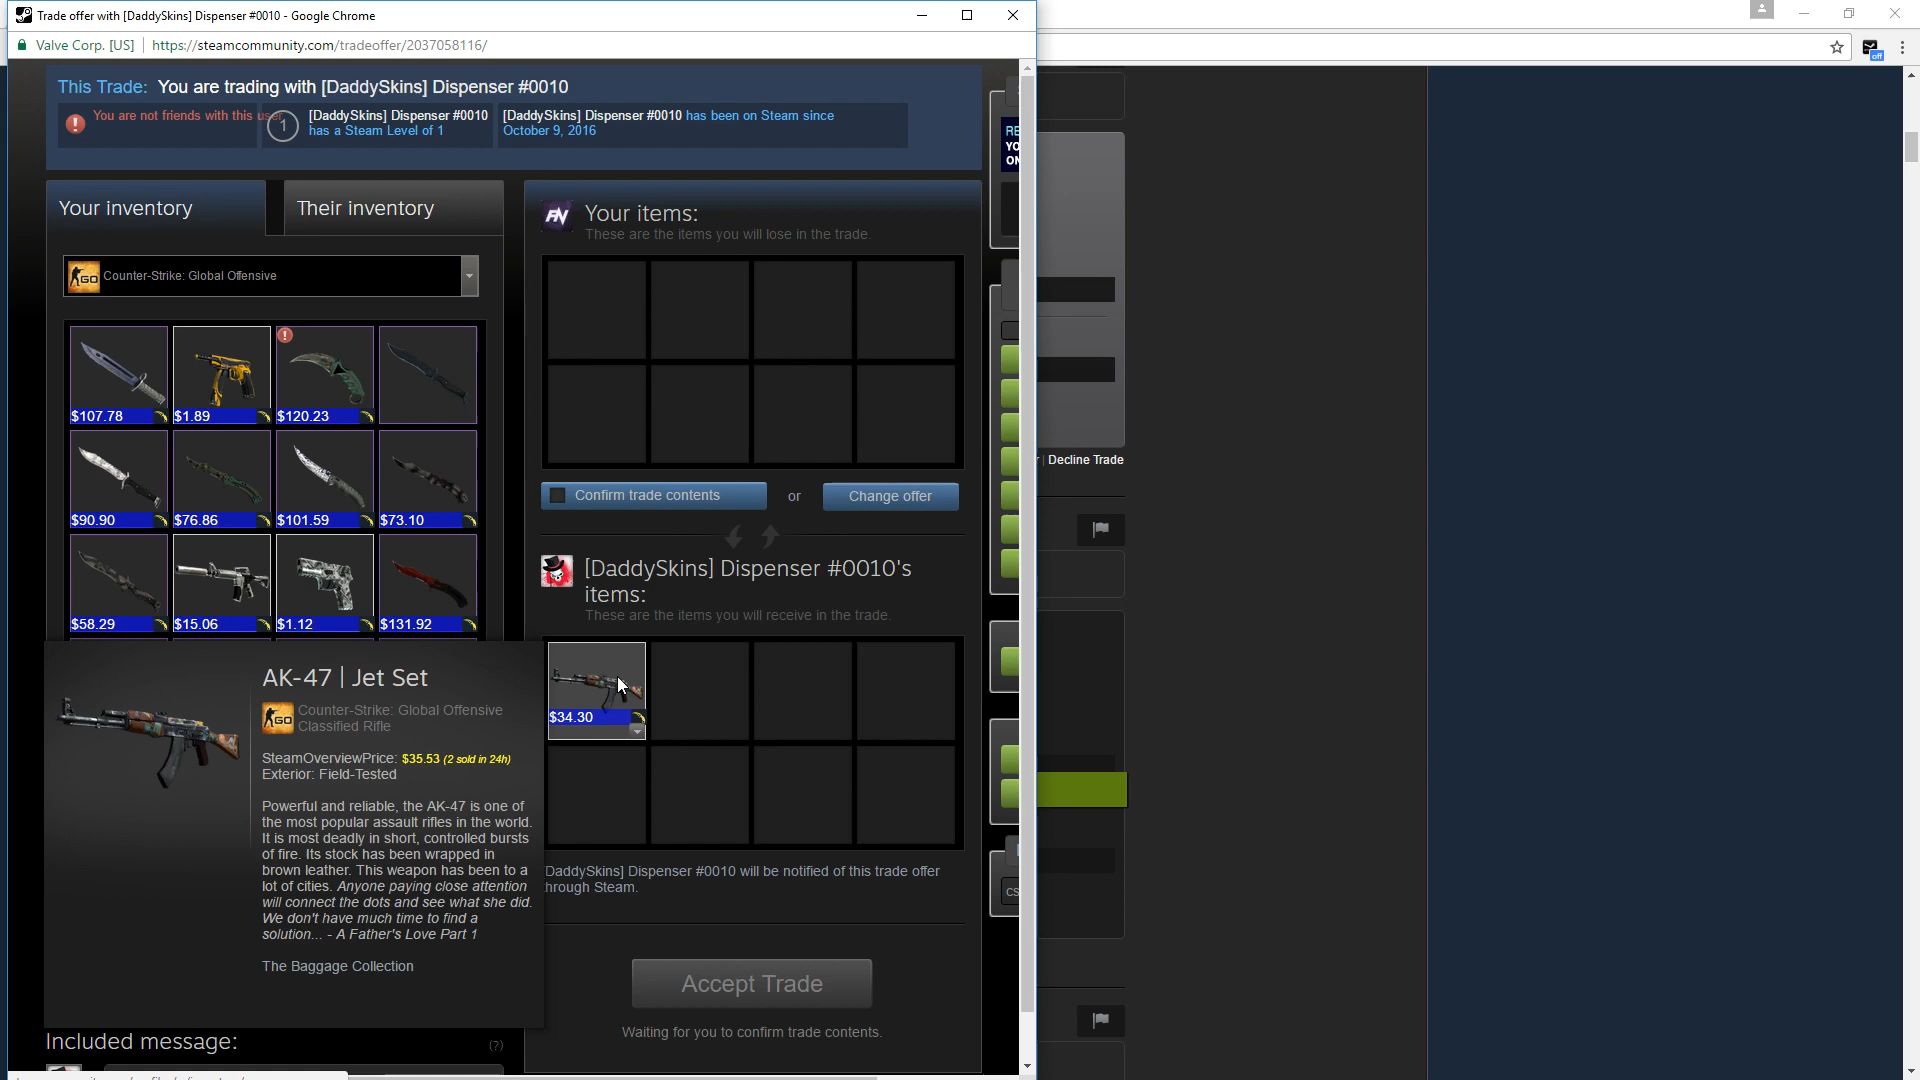 Trade offer with [DaddySkins] Dispenser #0010 - Google Chrome
Valve Corp. [US] https://steamcommunity.com/tradeoffer/2037058116/
off
This Trade: You are trading with [DaddySkins] Dispenser #0010
You are not friends with this user
1
[DaddySkins] Dispenser #0010
has a Steam Level of 1
[DaddySkins] Dispenser #0010 has been on Steam since
October 9, 2016
RE
YO
ON
Your inventory
Their inventory
Counter-Strike: Global Offensive
$107.78
$1.89
$120.23
$90.90
$76.86
$101.59
$73.10
$58.29
$15.06
$1.12
$131.92
Your items:
These are the items you will lose in the trade.
Confirm trade contents
or
Change offer
[DaddySkins] Dispenser #0010's
items:
These are the items you will receive in the trade.
$34.30
Decline Trade
AK-47 | Jet Set
Counter-Strike: Global Offensive
Classified Rifle
SteamOverviewPrice: $35.53 (2 sold in 24h)
Exterior: Field-Tested
Powerful and reliable, the AK-47 is one of
the most popular assault rifles in the world.
It is most deadly in short, controlled bursts
of fire. Its stock has been wrapped in
brown leather. This weapon has been to a
lot of cities. Anyone paying close attention
will connect the dots and see what she did.
We don't have much time to find a
solution... - A Father's Love Part 1
The Baggage Collection
DaddySkins] Dispenser #0010 will be notified of this trade offer
hrough Steam.
CS
Accept Trade
Waiting for you to confirm trade contents.
Included message:
(?)